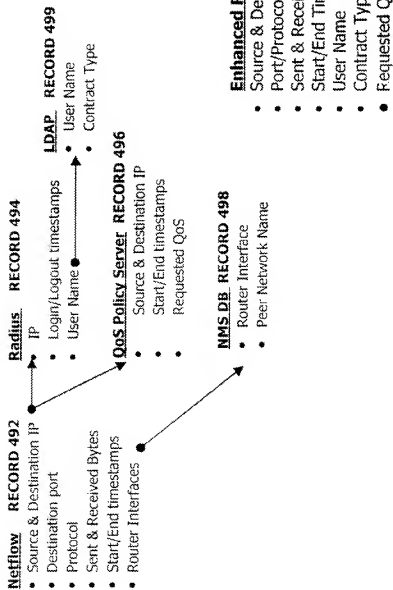 Netflow RECORD 492
• Source & Destination IP
• Destination port
• Protocol
• Sent & Received Bytes
• Start/End timestamps
• Router Interfaces
Radius RECORD 494
• IP
• Login/Logout timestamps
• User Name
LDAP RECORD 499
• User Name
• Contract Type
QoS Policy Server RECORD 496
• Source & Destination IP
• Start/End timestamps
• Requested QoS
NMS DB RECORD 498
• Router Interface
• Peer Network Name
Enhanced
• Source & De
• Port/Protoco
• Sent & Recei
• Start/End Ti
• User Name
• Contract Typ
• Requested Q